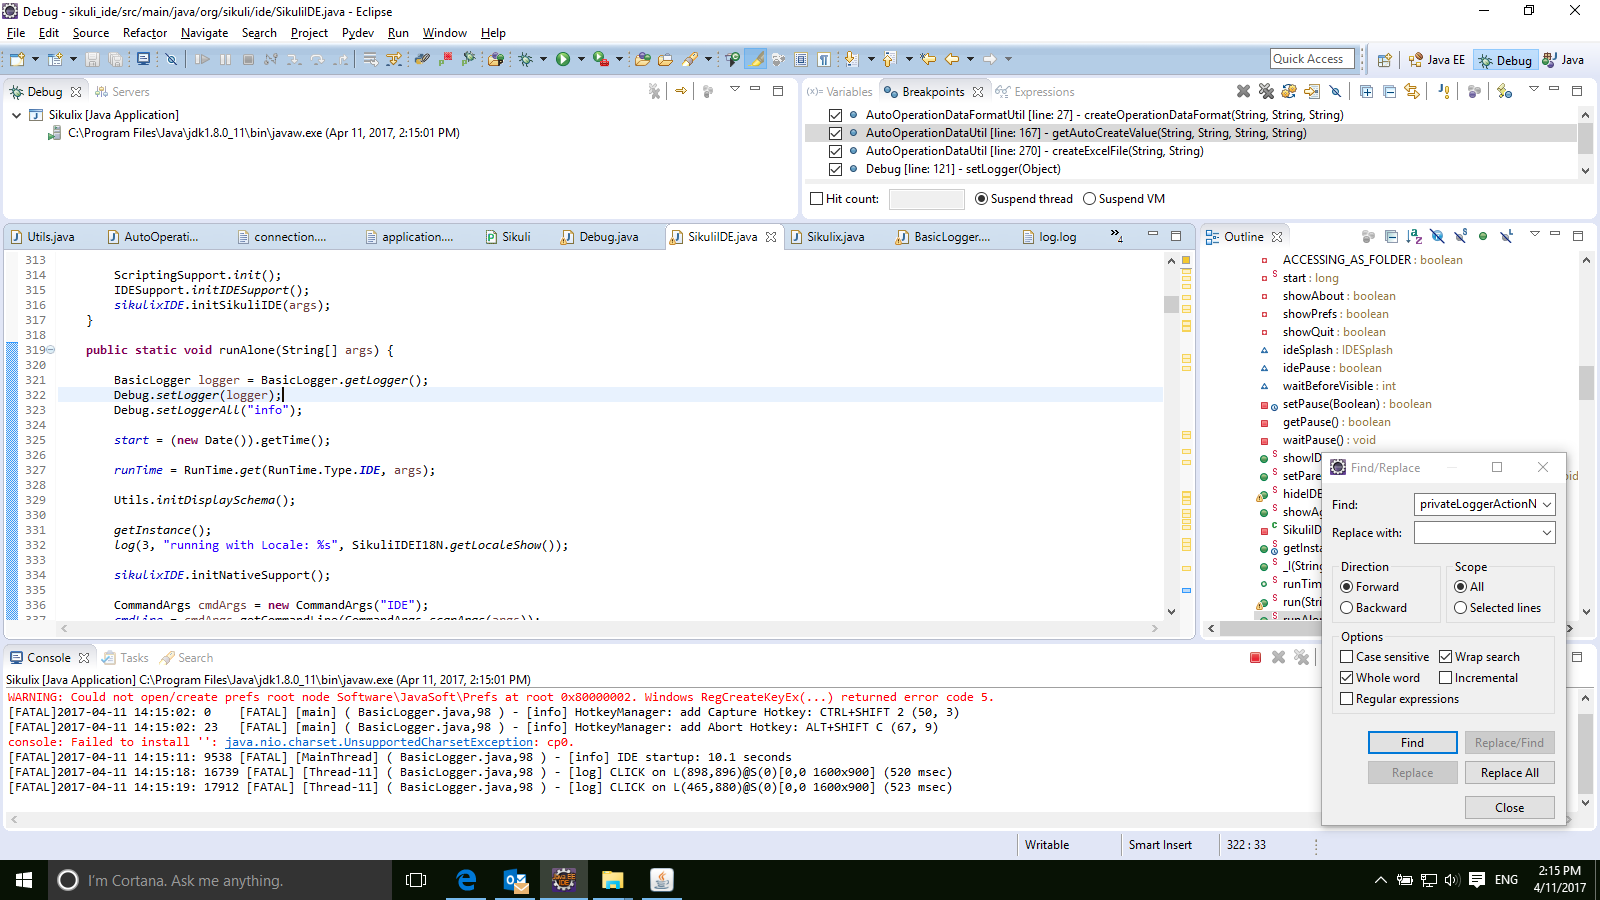 Debug - sikuli_ide/src/main/java/org/sikuli/ide/SikuliIDE.java - Eclipse
File Edit Source Refactor Navigate Search Project Pydev Run Window Help
Quick Access Java EE Debug Java
Debug Servers
Sikulix [Java Application]
C:\Program Files\Java\jdk1.8.0_11\bin\javaw.exe (Apr 11, 2017, 2:15:01 PM)
(x)= Variables Breakpoints Expressions
AutoOperationDataFormatUtil [line: 27] - createOperationDataFormat(String, String, String)
AutoOperationDataUtil [line: 167] - getAutoCreateValue(String, String, String, String)
AutoOperationDataUtil [line: 270] - createExcelFile(String, String)
Debug [line: 121] - setLogger(Object)
Hit count: Suspend thread Suspend VM
Utils.java AutoOperati... connection.... application.... Sikuli Debug.java SikuliIDE.java Sikulix.java BasicLogger.... log.log »4
313
314 ScriptingSupport.init();
315 IDESupport.initIDESupport();
316 sikulixIDE.initSikuliIDE(args);
317 }
318
319 public static void runAlone(String[] args) {
320
321 BasicLogger logger = BasicLogger.getLogger();
322 Debug.setLogger(logger);
323 Debug.setLoggerAll("info");
324
325 start = (new Date()).getTime();
326
327 runTime = RunTime.get(RunTime.Type.IDE, args);
328
329 Utils.initDisplaySchema();
330
331 getInstance();
332 log(3, "running with Locale: %s", SikuliIDEI18N.getLocaleShow());
333
334 sikulixIDE.initNativeSupport();
335
336 CommandArgs cmdArgs = new CommandArgs("IDE");
337 cmdLine = cmdArgs.getCommandLine(CommandArgs.scanArgs(args));
Outline
ACCESSING_AS_FOLDER : boolean
start : long
showAbout : boolean
showPrefs : boolean
showQuit : boolean
ideSplash : IDESplash
idePause : boolean
waitBeforeVisible : int
setPause(Boolean) : boolean
getPause() : boolean
waitPause() : void
showID
setPare
oid
hideIDE
showAg
SikuliID
getInsta
_I(String
runTim
run(Stri
runAlon
Find/Replace
Find: privateLoggerActionN
Replace with:
Direction
Forward
Backward
Scope
All
Selected lines
Options
Case sensitive Wrap search
Whole word Incremental
Regular expressions
Find Replace/Find
Replace Replace All
Close
Console Tasks Search
Sikulix [Java Application] C:\Program Files\Java\jdk1.8.0_11\bin\javaw.exe (Apr 11, 2017, 2:15:01 PM)
WARNING: Could not open/create prefs root node Software\JavaSoft\Prefs at root 0x80000002. Windows RegCreateKeyEx(...) returned error code 5.
[FATAL]2017-04-11 14:15:02: 0 [FATAL] [main] ( BasicLogger.java,98 ) - [info] HotkeyManager: add Capture Hotkey: CTRL+SHIFT 2 (50, 3)
[FATAL]2017-04-11 14:15:02: 23 [FATAL] [main] ( BasicLogger.java,98 ) - [info] HotkeyManager: add Abort Hotkey: ALT+SHIFT C (67, 9)
console: Failed to install '': java.nio.charset.UnsupportedCharsetException: cp0.
[FATAL]2017-04-11 14:15:11: 9538 [FATAL] [MainThread] ( BasicLogger.java,98 ) - [info] IDE startup: 10.1 seconds
[FATAL]2017-04-11 14:15:18: 16739 [FATAL] [Thread-11] ( BasicLogger.java,98 ) - [log] CLICK on L(898,896)@S(0)[0,0 1600x900] (520 msec)
[FATAL]2017-04-11 14:15:19: 17912 [FATAL] [Thread-11] ( BasicLogger.java,98 ) - [log] CLICK on L(465,880)@S(0)[0,0 1600x900] (523 msec)
Writable Smart Insert 322 : 33
I'm Cortana. Ask me anything.
ENG
2:15 PM
4/11/2017